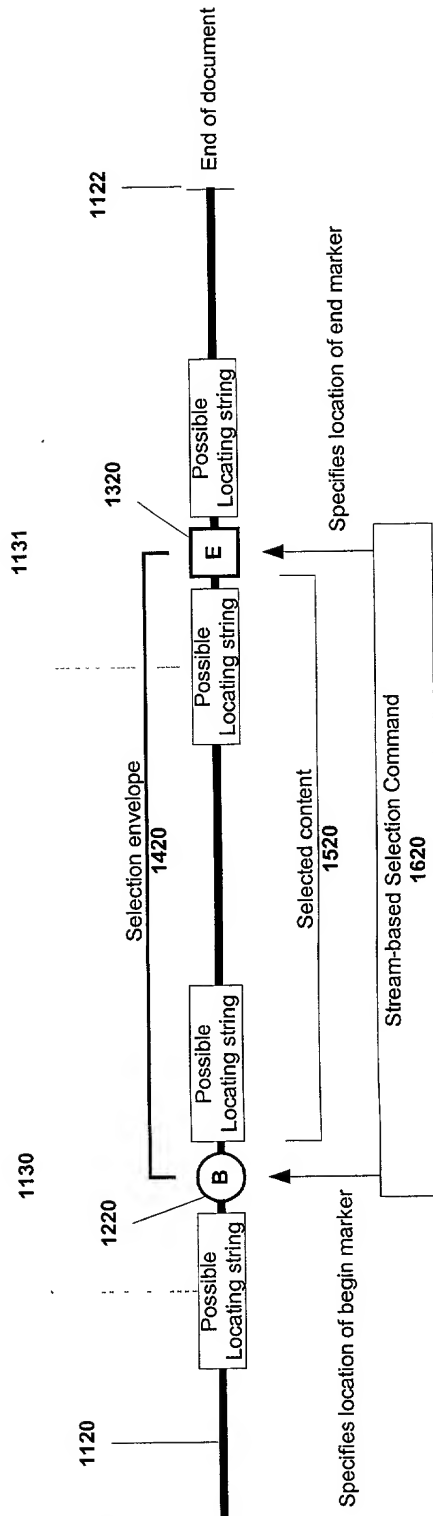 1130
1131
1120
1220
Selection envelope
1420
1320
1122
Possible
Locating string
B
Possible
Locating string
Possible
Locating string
E
Possible
Locating string
End of document
Specifies location of begin marker
Selected content
1520
Specifies location of end marker
Stream-based Selection Command
1620